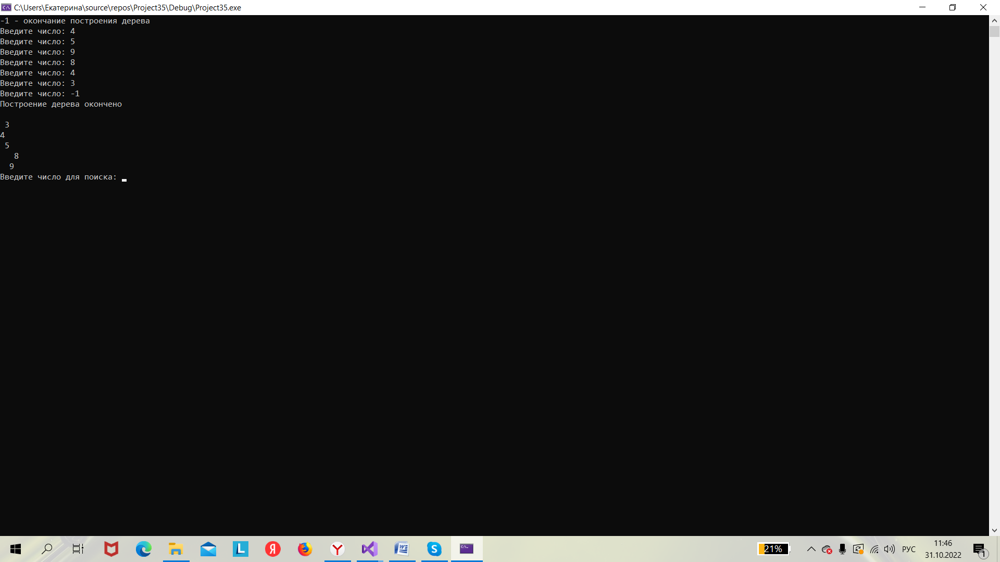 C:\Users\Екатерина\source\repos\Project35\Debug\Project35.exe
-1 - окончание построения дерева
Введите число: 4
Введите число: 5
Введите число: 9
Введите число: 8
Введите число: 4
Введите число: 3
Введите число: -1
Построение дерева окончено
3
4
5
8
9
Введите число для поиска:
21%
РУС
11:46
31.10.2022
1